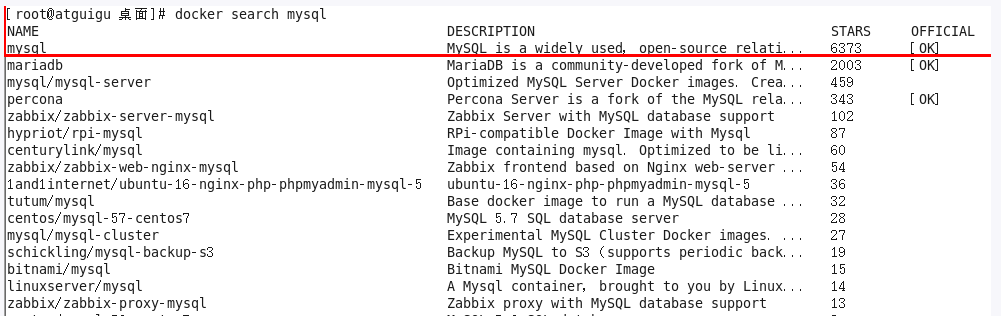 [root@atguigu 桌面]# docker search mysql
NAME DESCRIPTION STARS OFFICIAL
mysql MySQL is a widely used, open-source relati... 6373 [OK]
mariadb MariaDB is a community-developed fork of M... 2003 [OK]
mysql/mysql-server Optimized MySQL Server Docker images. Crea... 459
percona Percona Server is a fork of the MySQL rela... 343 [OK]
zabbix/zabbix-server-mysql Zabbix Server with MySQL database support 102
hypriot/rpi-mysql RPi-compatible Docker Image with Mysql 87
centurylink/mysql Image containing mysql. Optimized to be li... 60
zabbix/zabbix-web-nginx-mysql Zabbix frontend based on Nginx web-server ... 54
1and1internet/ubuntu-16-nginx-php-phpmyadmin-mysql-5 ubuntu-16-nginx-php-phpmyadmin-mysql-5 36
tutum/mysql Base docker image to run a MySQL database ... 32
centos/mysql-57-centos7 MySQL 5.7 SQL database server 28
mysql/mysql-cluster Experimental MySQL Cluster Docker images. ... 27
schickling/mysql-backup-s3 Backup MySQL to S3 (supports periodic back... 19
bitnami/mysql Bitnami MySQL Docker Image 15
linuxserver/mysql A Mysql container, brought to you by Linux... 14
zabbix/zabbix-proxy-mysql Zabbix proxy with MySQL database support 13